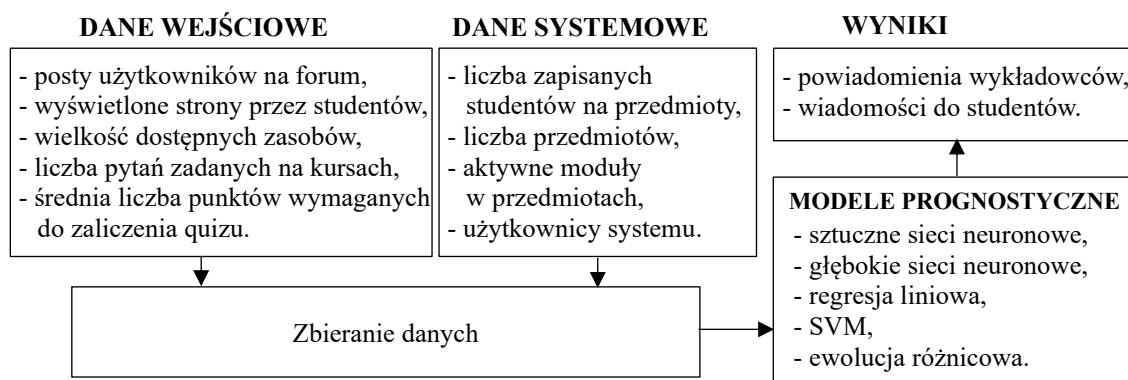 DANE WEJŚCIOWE
- posty użytkowników na forum,
- wyświetlone strony przez studentów,
- wielkość dostępnych zasobów,
- liczba pytań zadanych na kursach,
- średnia liczba punktów wymaganych
do zaliczenia quizu.
DANE SYSTEMOWE
- liczba zapisanych
studentów na przedmioty,
- liczba przedmiotów,
- aktywne moduły
w przedmiotach,
- użytkownicy systemu.
Zbieranie danych
WYNIKI
- powiadomienia wykładowców,
- wiadomości do studentów.
MODELE PROGNOSTYCZNE
- sztuczne sieci neuronowe,
- głębokie sieci neuronowe,
- regresja liniowa,
- SVM,
- ewolucja różnicowa.